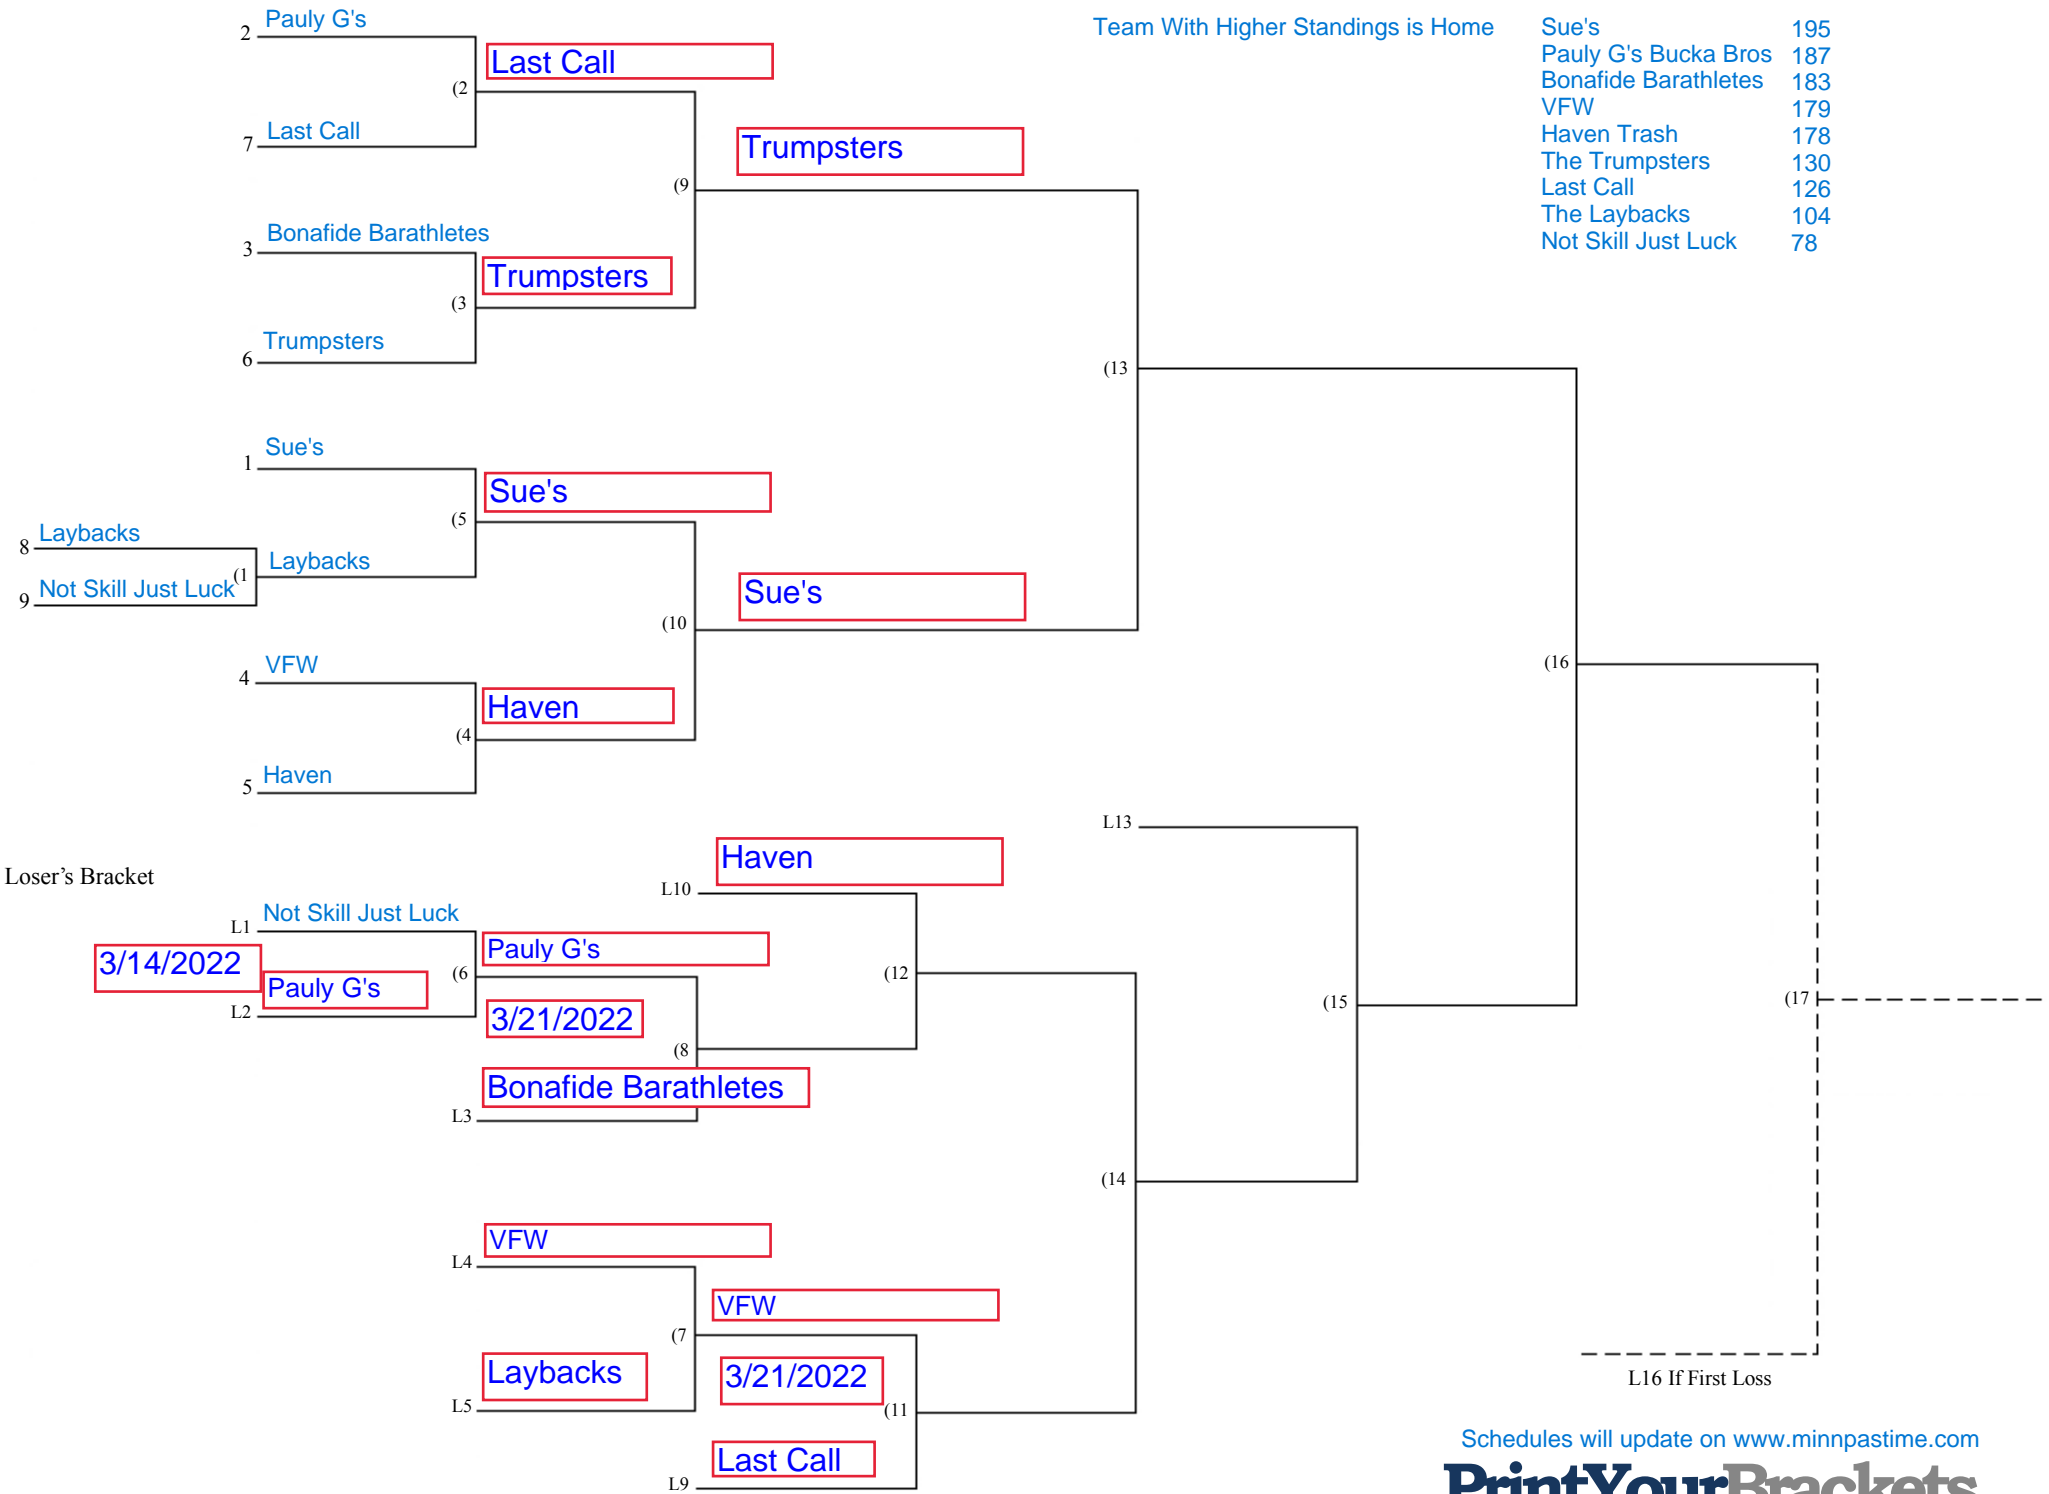 Team With Higher Standings is Home
Sue's 195
Pauly G's Bucka Bros 187
Bonafide Barathletes 183
VFW 179
Haven Trash 178
The Trumpsters 130
Last Call 126
The Laybacks 104
Not Skill Just Luck 78
2 Pauly G's
Last Call
(2
7 Last Call
Trumpsters
(9
3 Bonafide Barathletes
Trumpsters
(3
6 Trumpsters
(13
1 Sue's
Sue's
(5
8 Laybacks
(1 Laybacks
9 Not Skill Just Luck
Sue's
(10
4 VFW
Haven
(4
5 Haven
(16
L13
Loser's Bracket
Haven
L10
L1 Not Skill Just Luck
3/14/2022
Pauly G's
L2
(6
Pauly G's
3/21/2022
(12
(15
(17
(8
Bonafide Barathletes
L3
(14
VFW
L4
VFW
(7
Laybacks
L5
3/21/2022
(11
Last Call
L9
L16 If First Loss
Schedules will update on www.minnpastime.com
PrintYourBrackets